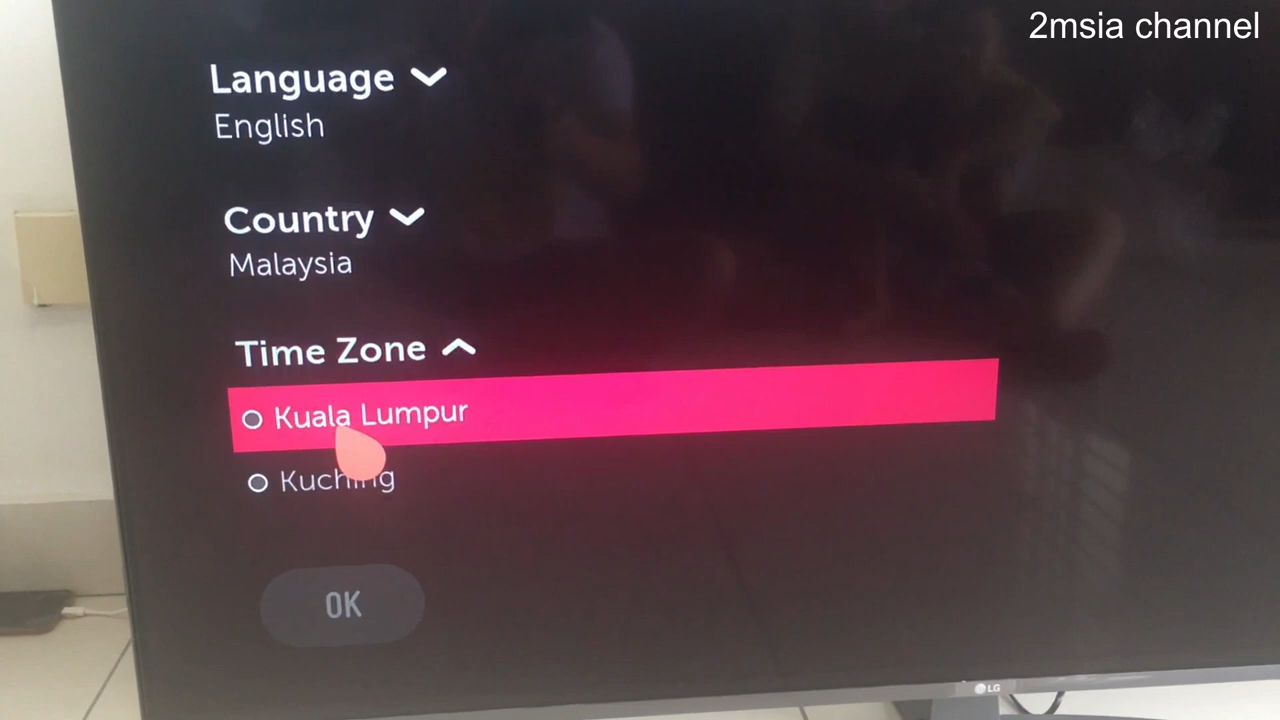 2msia channel
Language
English
Country
Malaysia
Time Zone
Kuala Lumpur
Kuching
OK
LG